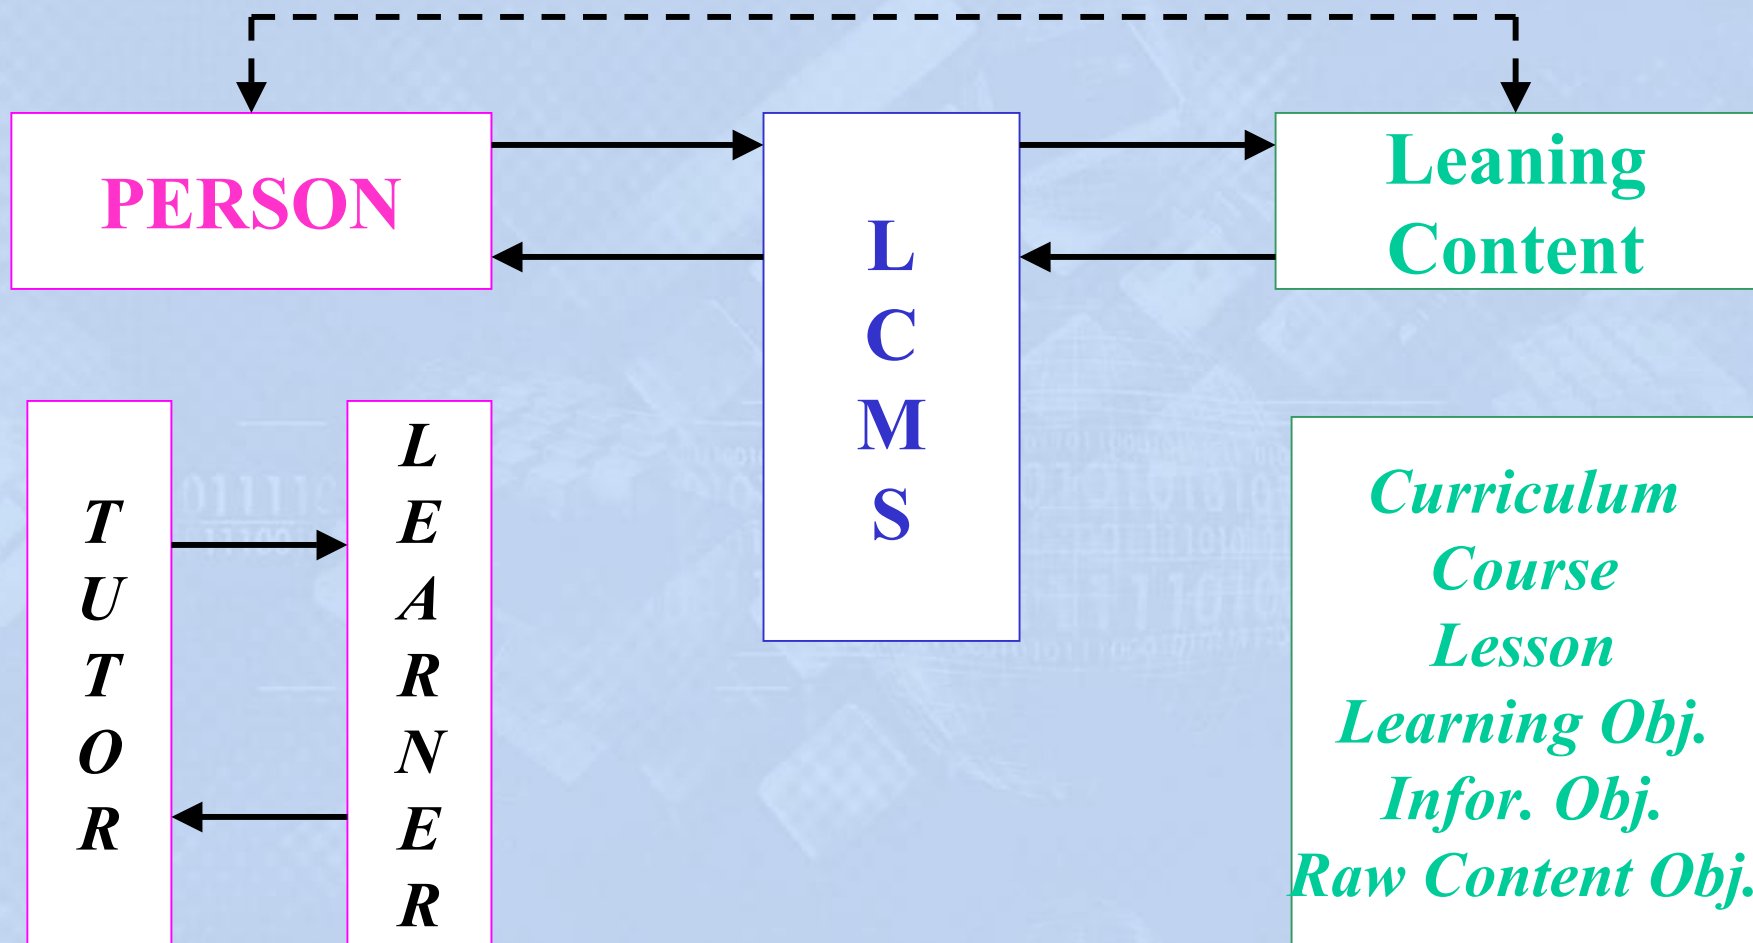 PERSON
L
C
M
S
Leaning
Content
T
U
T
O
R
L
E
A
R
N
E
R
Curriculum
Course
Lesson
Learning Obj.
Infor. Obj.
Raw Content Obj.